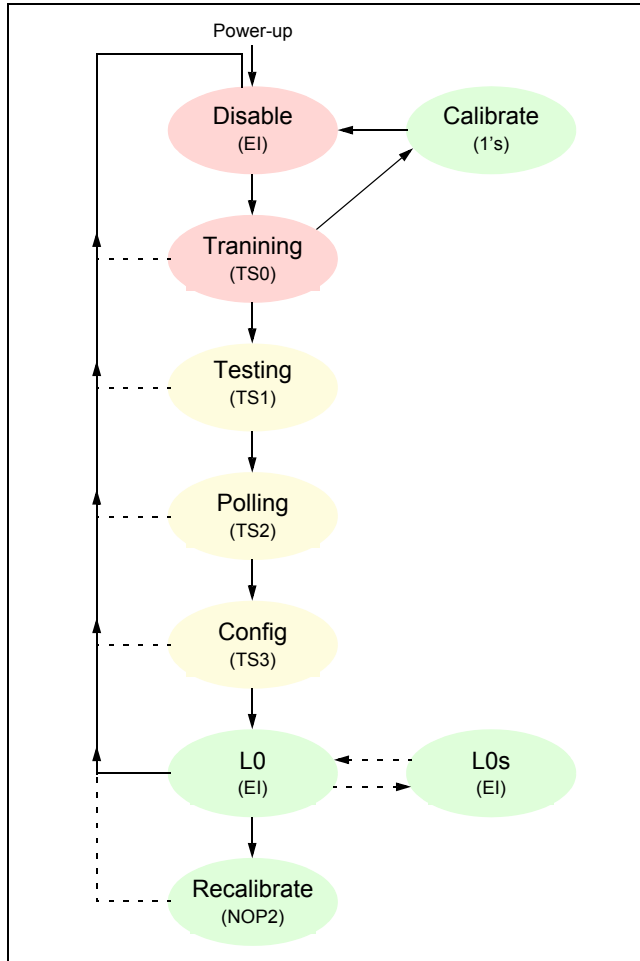 Power-up
Disable
(EI)
Calibrate
(1's)
Tranining
(TS0)
Testing
(TS1)
Polling
(TS2)
Config
(TS3)
L0
(EI)
L0s
(EI)
Recalibrate
(NOP2)